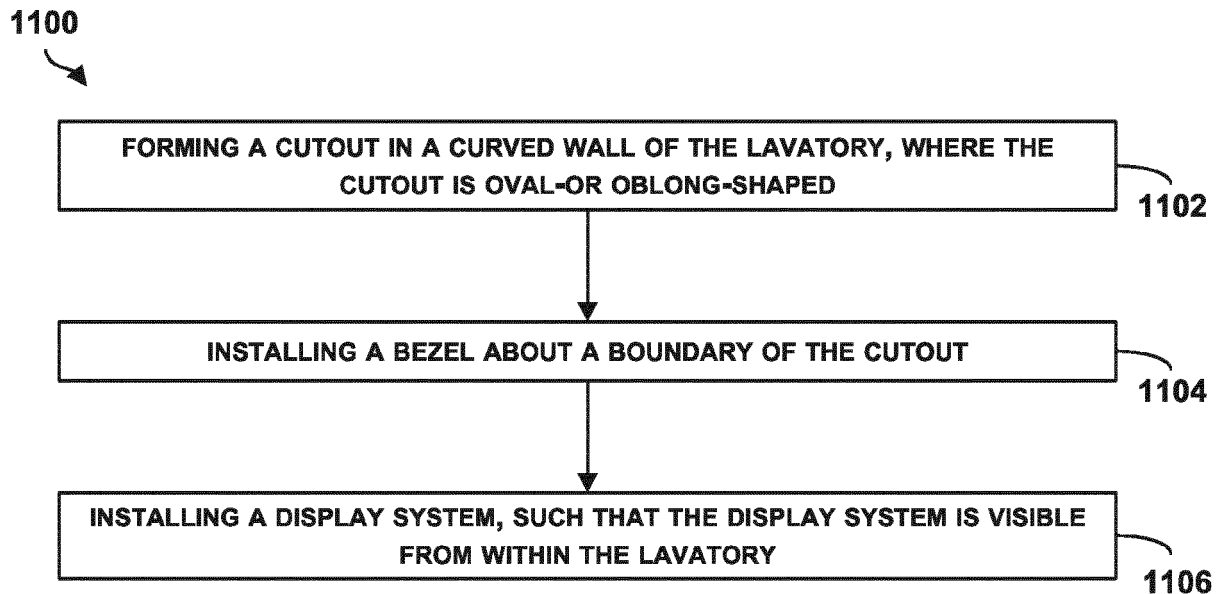 1100
FORMING A CUTOUT IN A CURVED WALL OF THE LAVATORY, WHERE THE
CUTOUT IS OVAL-OR OBLONG-SHAPED
1102
INSTALLING A BEZEL ABOUT A BOUNDARY OF THE CUTOUT
1104
INSTALLING A DISPLAY SYSTEM, SUCH THAT THE DISPLAY SYSTEM IS VISIBLE
FROM WITHIN THE LAVATORY
1106